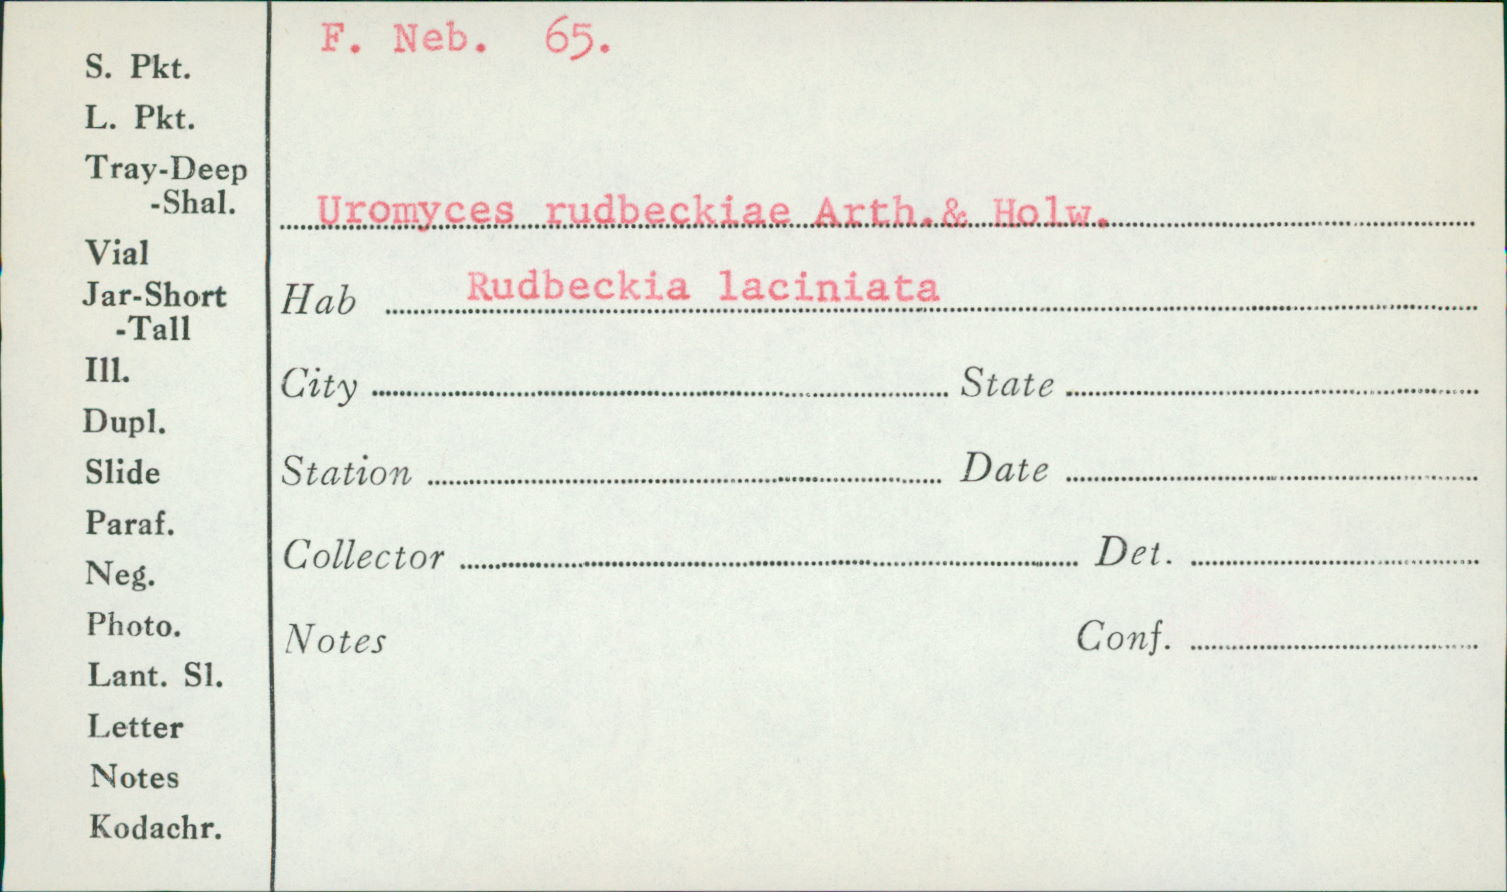 F. Neb. 65.
S. Pkt.
L. Pkt.
Tray-Deep
-Shal.
Vial
Jar-Short
-Tall
Ill.
Dupl.
Slide
Paraf.
Neg.
Photo.
Lant. Sl.
Letter
Notes
Kodachr.
Uromyces rudbeckiae Arth.& Holw.
Hab Rudbeckia laciniata
City State
Station Date
Collector Det.
Notes Conf.